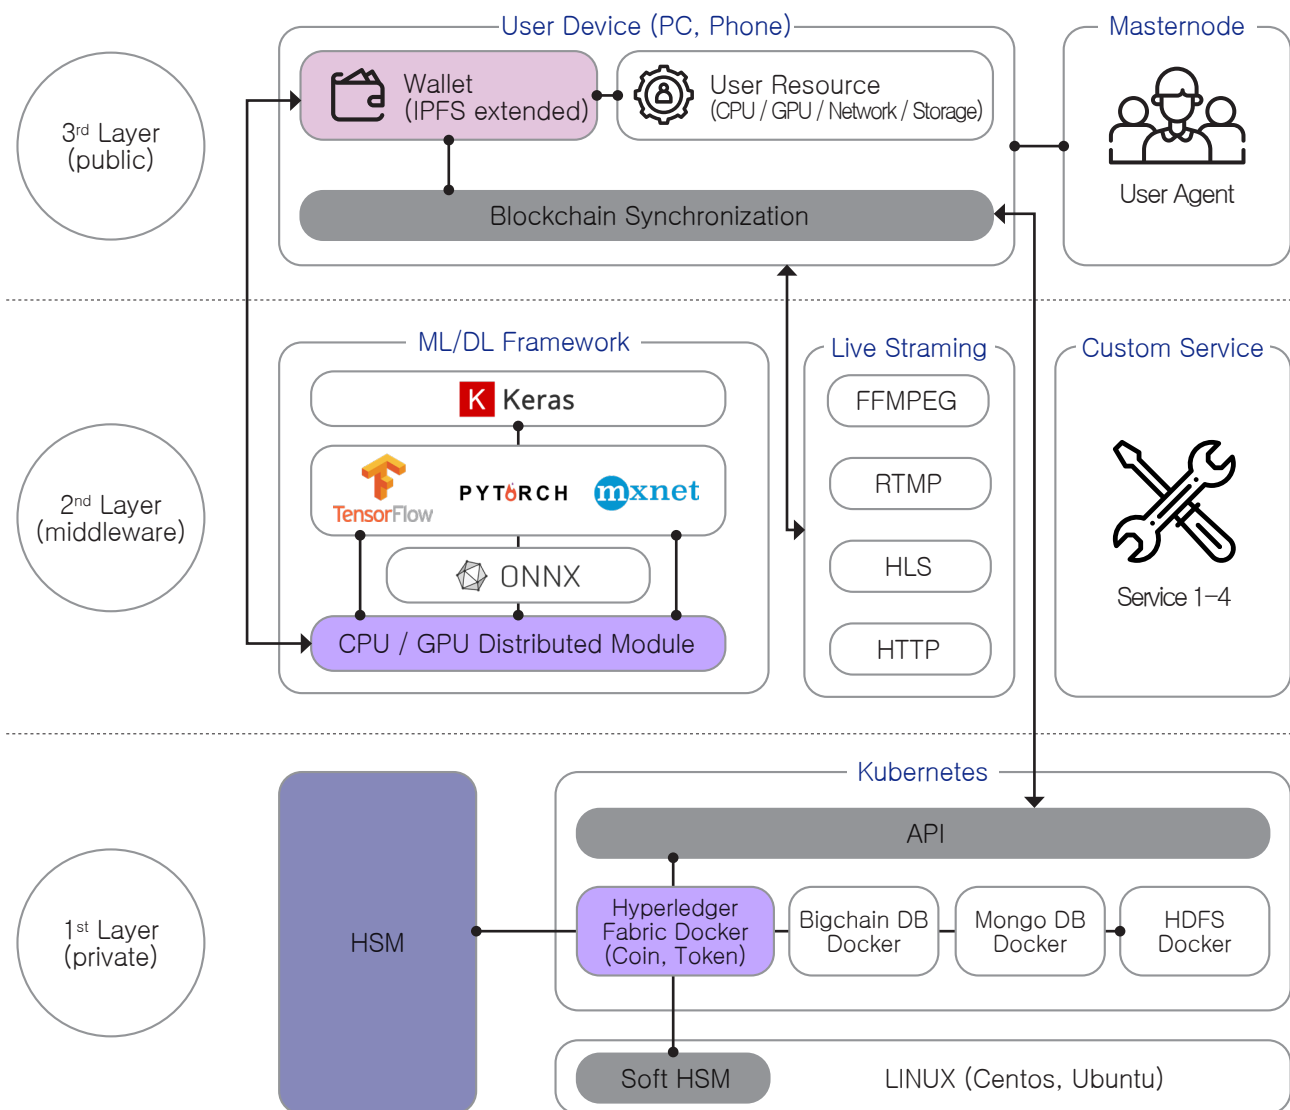 User Device (PC, Phone)
Masternode
3rd Layer
(public)
Wallet
(IPFS extended)
User Resource
(CPU / GPU / Network / Storage)
Blockchain Synchronization
User Agent
2nd Layer
(middleware)
ML/DL Framework
K Keras
TensorFlow
PYTORCH
mxnet
ONNX
CPU / GPU Distributed Module
Live Straming
FFMPEG
RTMP
HLS
HTTP
Custom Service
Service 1-4
1st Layer
(private)
HSM
Kubernetes
API
Hyperledger
Fabric Docker
(Coin, Token)
Bigchain DB
Docker
Mongo DB
Docker
HDFS
Docker
Soft HSM
LINUX (Centos, Ubuntu)